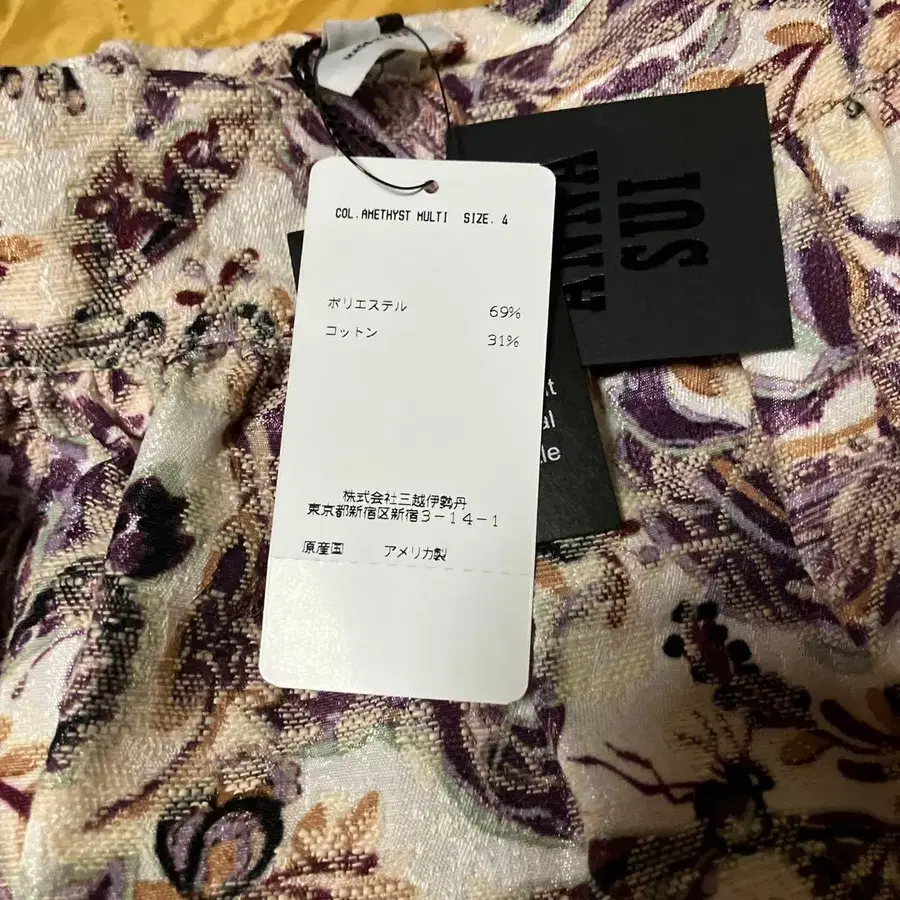 COL.AMETHYST MULTI SIZE. 4
ポリエステル 69%
コットン 31%
株式会社三越伊勢丹
東京都新宿区新宿3-14-1
原産国 アメリカ製
ANNA
SUI